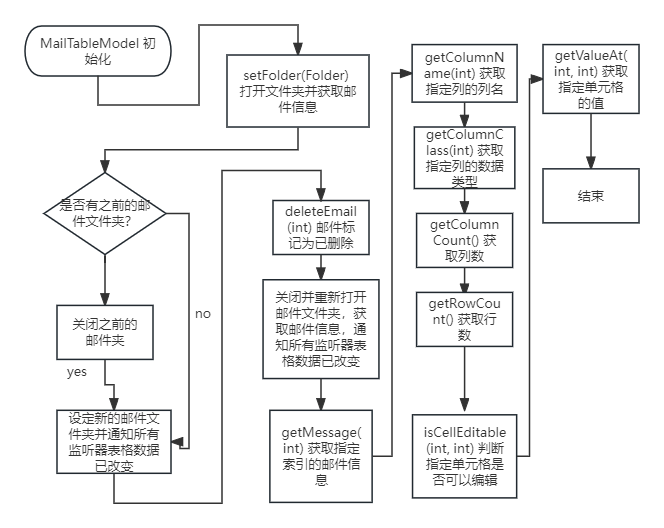 MailTableModel 初
始化
setFolder(Folder)
打开文件夹并获取邮
件信息
是否有之前的邮
件文件夹?
no
关闭之前的
邮件夹
yes
设定新的邮件文
件夹并通知所有
监听器表格数据
已改变
deleteEmail
(int) 邮件标
记为已删除
关闭并重新打开
邮件文件夹，获
取邮件信息，通
知所有监听器表
格数据已改变
getMessage(
int) 获取指定
索引的邮件信
息
getColumnN
ame(int) 获取
指定列的列名
getColumnC
lass(int) 获取
指定列的数据
类型
getColumn
Count() 获
取列数
getRowCou
nt() 获取行
数
isCellEditable
(int, int) 判断
指定单元格是
否可以编辑
getValueAt(
int, int) 获取
指定单元格
的值
结束